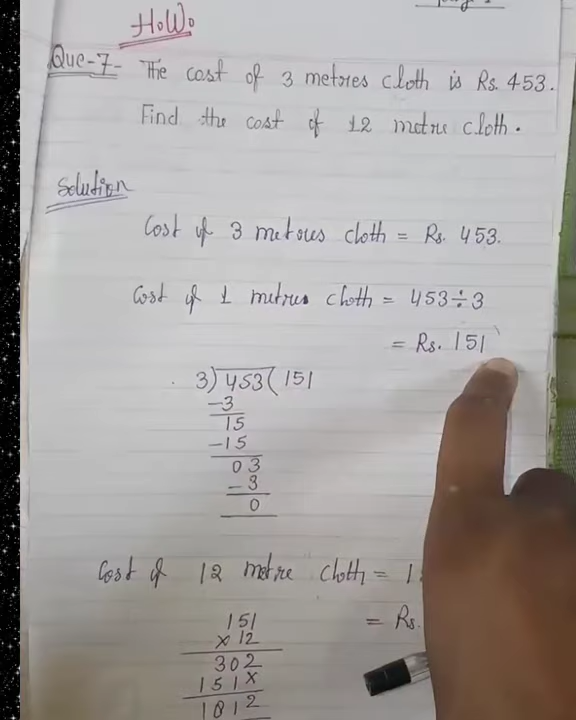 H.W.
Que-7- The cost of 3 metres cloth is Rs. 453.
Find the cost of 12 metre cloth.
Solution
Cost of 3 metres cloth = Rs. 453.
Cost of 1 metres cloth = 453÷3
= Rs. 151
3) 453 ( 151
-3
15
-15
03
-3
0
Cost of 12 metre cloth = 1
= Rs.
151
x 12
302
151x
1812